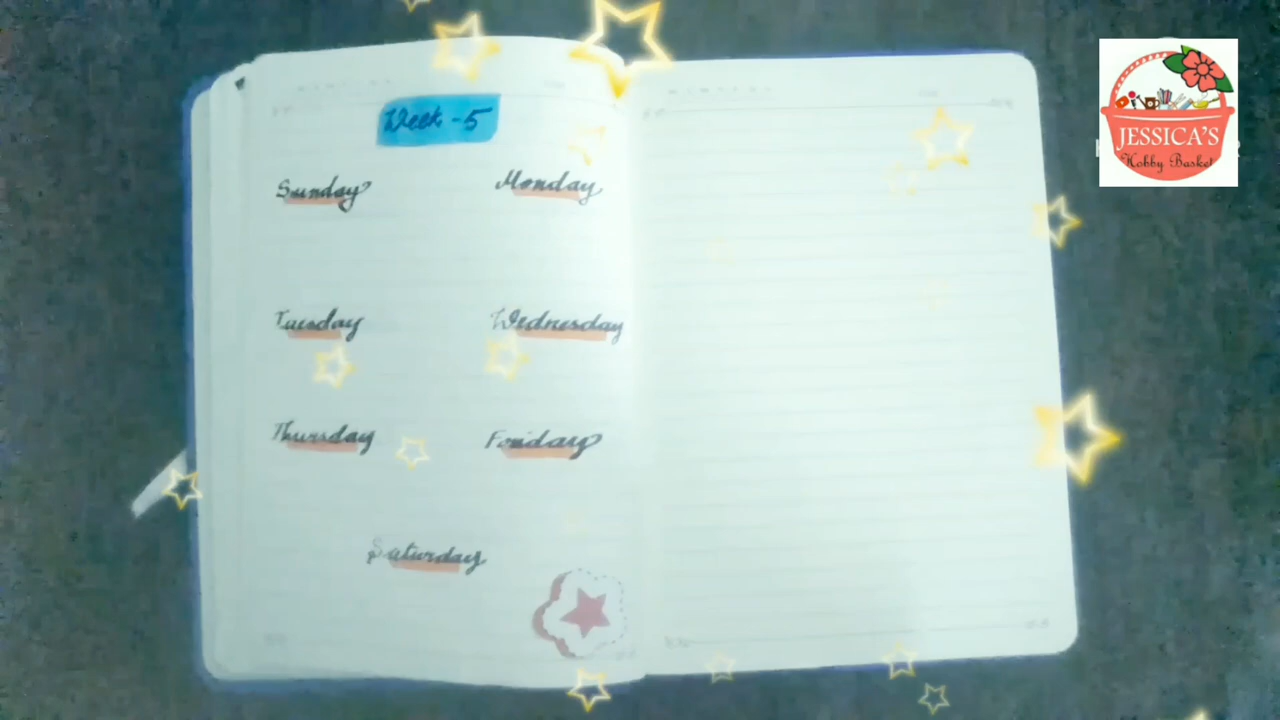 Week - 5
Sunday Monday
Tuesday Wednesday
Thursday Friday
Saturday
JESSICA'S
Hobby Basket